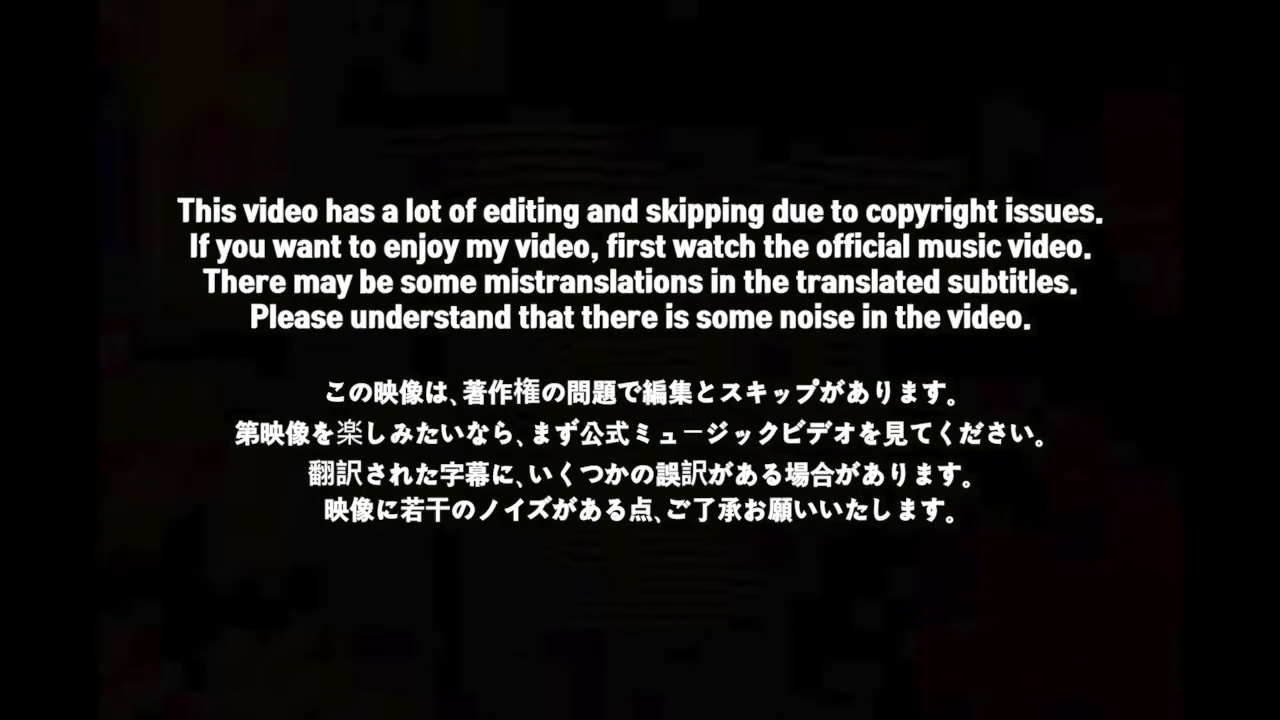 This video has a lot of editing and skipping due to copyright issues.
If you want to enjoy my video, first watch the official music video.
There may be some mistranslations in the translated subtitles.
Please understand that there is some noise in the video.
この映像は、著作権の問題で編集とスキップがあります。
第映像を楽しみたいなら、まず公式ミュージックビデオを見てください。
翻訳された字幕に、いくつかの誤訳がある場合があります。
映像に若干のノイズがある点、ご了承お願いいたします。